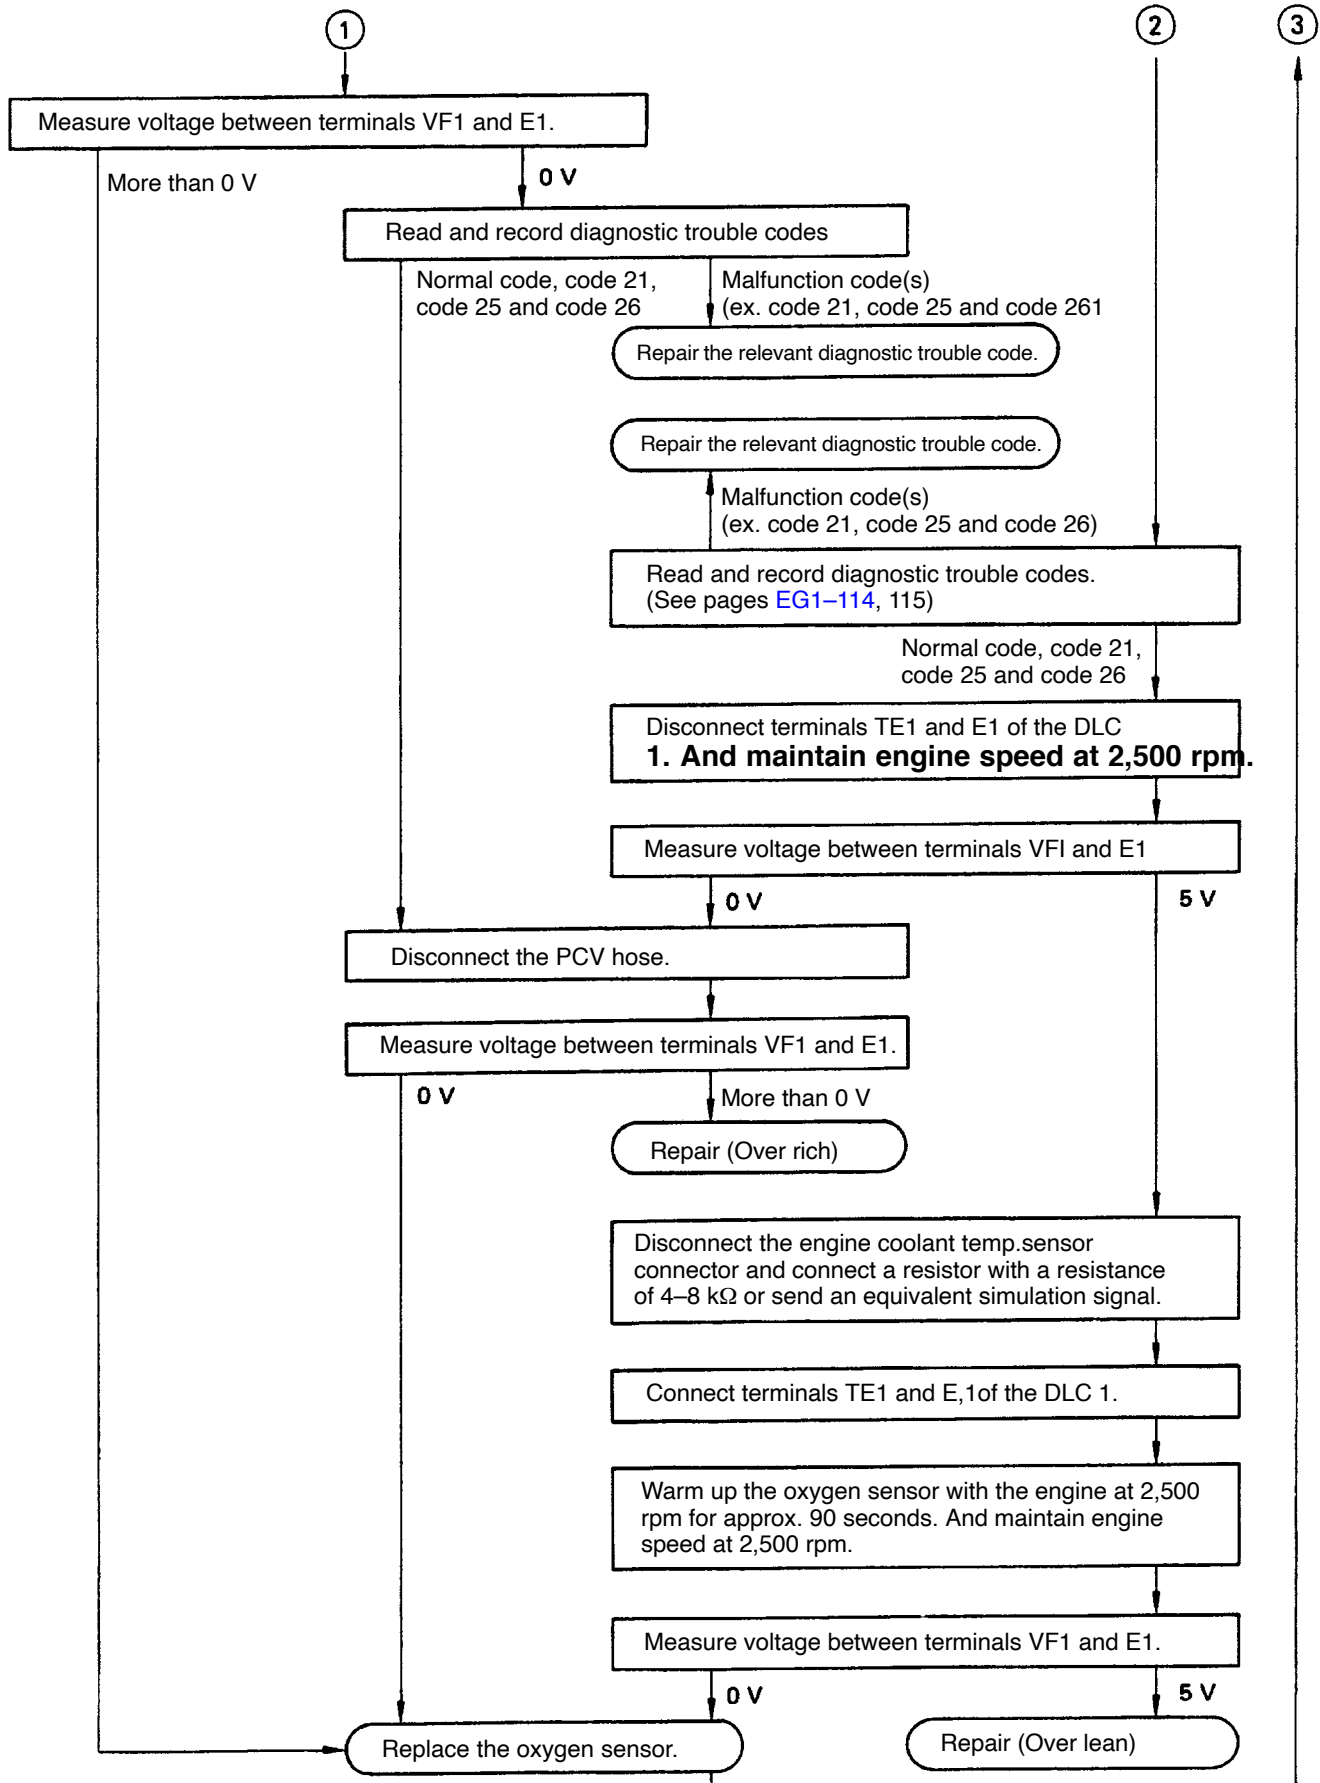 1
2
3
Measure voltage between terminals VF1 and E1.
More than 0 V
0 V
Read and record diagnostic trouble codes
Normal code, code 21,
code 25 and code 26
Malfunction code(s)
(ex. code 21, code 25 and code 261
Repair the relevant diagnostic trouble code.
Repair the relevant diagnostic trouble code.
Malfunction code(s)
(ex. code 21, code 25 and code 26)
Read and record diagnostic trouble codes.
(See pages EG1–114, 115)
Normal code, code 21,
code 25 and code 26
Disconnect terminals TE1 and E1 of the DLC
1. And maintain engine speed at 2,500 rpm.
Measure voltage between terminals VFI and E1
0 V
5 V
Disconnect the PCV hose.
Measure voltage between terminals VF1 and E1.
0 V
More than 0 V
Repair (Over rich)
Disconnect the engine coolant temp.sensor
connector and connect a resistor with a resistance
of 4–8 kΩ or send an equivalent simulation signal.
Connect terminals TE1 and E,1of the DLC 1.
Warm up the oxygen sensor with the engine at 2,500
rpm for approx. 90 seconds. And maintain engine
speed at 2,500 rpm.
Measure voltage between terminals VF1 and E1.
0 V
5 V
Replace the oxygen sensor.
Repair (Over lean)